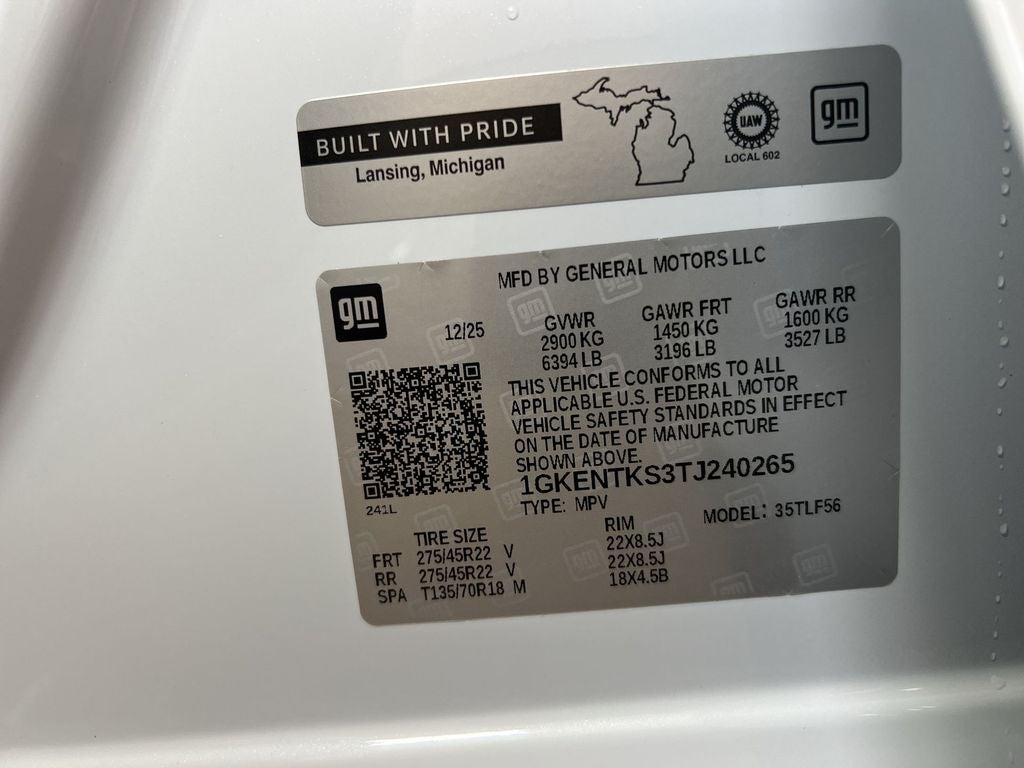 BUILT WITH PRIDE
Lansing, Michigan
UAW
LOCAL 602
gm
MFD BY GENERAL MOTORS LLC
gm
12/25
GVWR
2900 KG
6394 LB
GAWR FRT
1450 KG
3196 LB
GAWR RR
1600 KG
3527 LB
THIS VEHICLE CONFORMS TO ALL
APPLICABLE U.S. FEDERAL MOTOR
VEHICLE SAFETY STANDARDS IN EFFECT
ON THE DATE OF MANUFACTURE
SHOWN ABOVE.
1GKENTKS3TJ240265
TYPE: MPV
MODEL: 35TLF56
241L
TIRE SIZE RIM
FRT 275/45R22 V 22X8.5J
RR 275/45R22 V 22X8.5J
SPA T135/70R18 M 18X4.5B